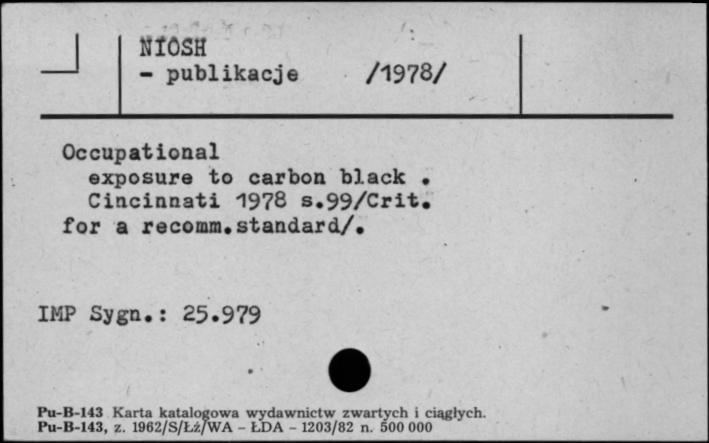 NIOSH
- publikacje /1978/
Occupational
exposure to carbon black .
Cincinnati 1978 s.99/Crit.
for a recomm.standard/.
IMP Sygn.: 25.979
Pu-B-143 Karta katalogowa wydawnictw zwartych i ciągłych.
Pu-B-143, z. 1962/S/Łż/WA - ŁDA - 1203/82 n. 500 000